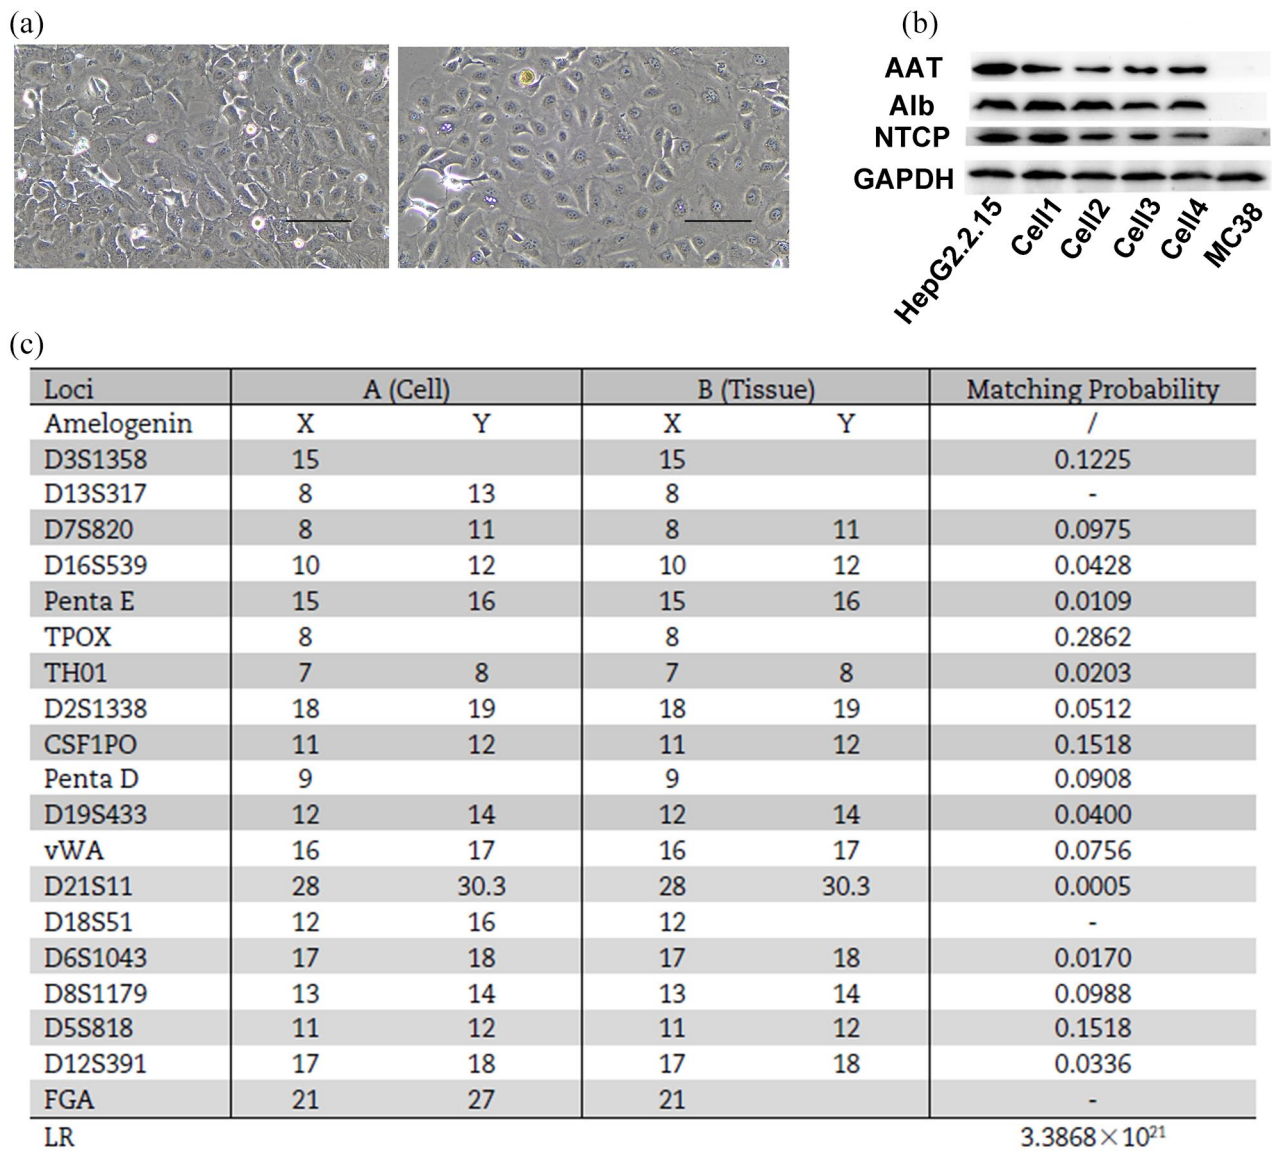 (a)
(b)
AAT
Alb
NTCP
GAPDH
HepG2.2.15 Cell1 Cell2 Cell3 Cell4 MC38
(c)
Loci A (Cell) B (Tissue) Matching Probability
Amelogenin X Y X Y /
D3S1358 15 15 0.1225
D13S317 8 13 8 -
D7S820 8 11 8 11 0.0975
D16S539 10 12 10 12 0.0428
Penta E 15 16 15 16 0.0109
TPOX 8 8 0.2862
TH01 7 8 7 8 0.0203
D2S1338 18 19 18 19 0.0512
CSF1PO 11 12 11 12 0.1518
Penta D 9 9 0.0908
D19S433 12 14 12 14 0.0400
vWA 16 17 16 17 0.0756
D21S11 28 30.3 28 30.3 0.0005
D18S51 12 16 12 -
D6S1043 17 18 17 18 0.0170
D8S1179 13 14 13 14 0.0988
D5S818 11 12 11 12 0.1518
D12S391 17 18 17 18 0.0336
FGA 21 27 21 -
LR 3.3868×10²¹